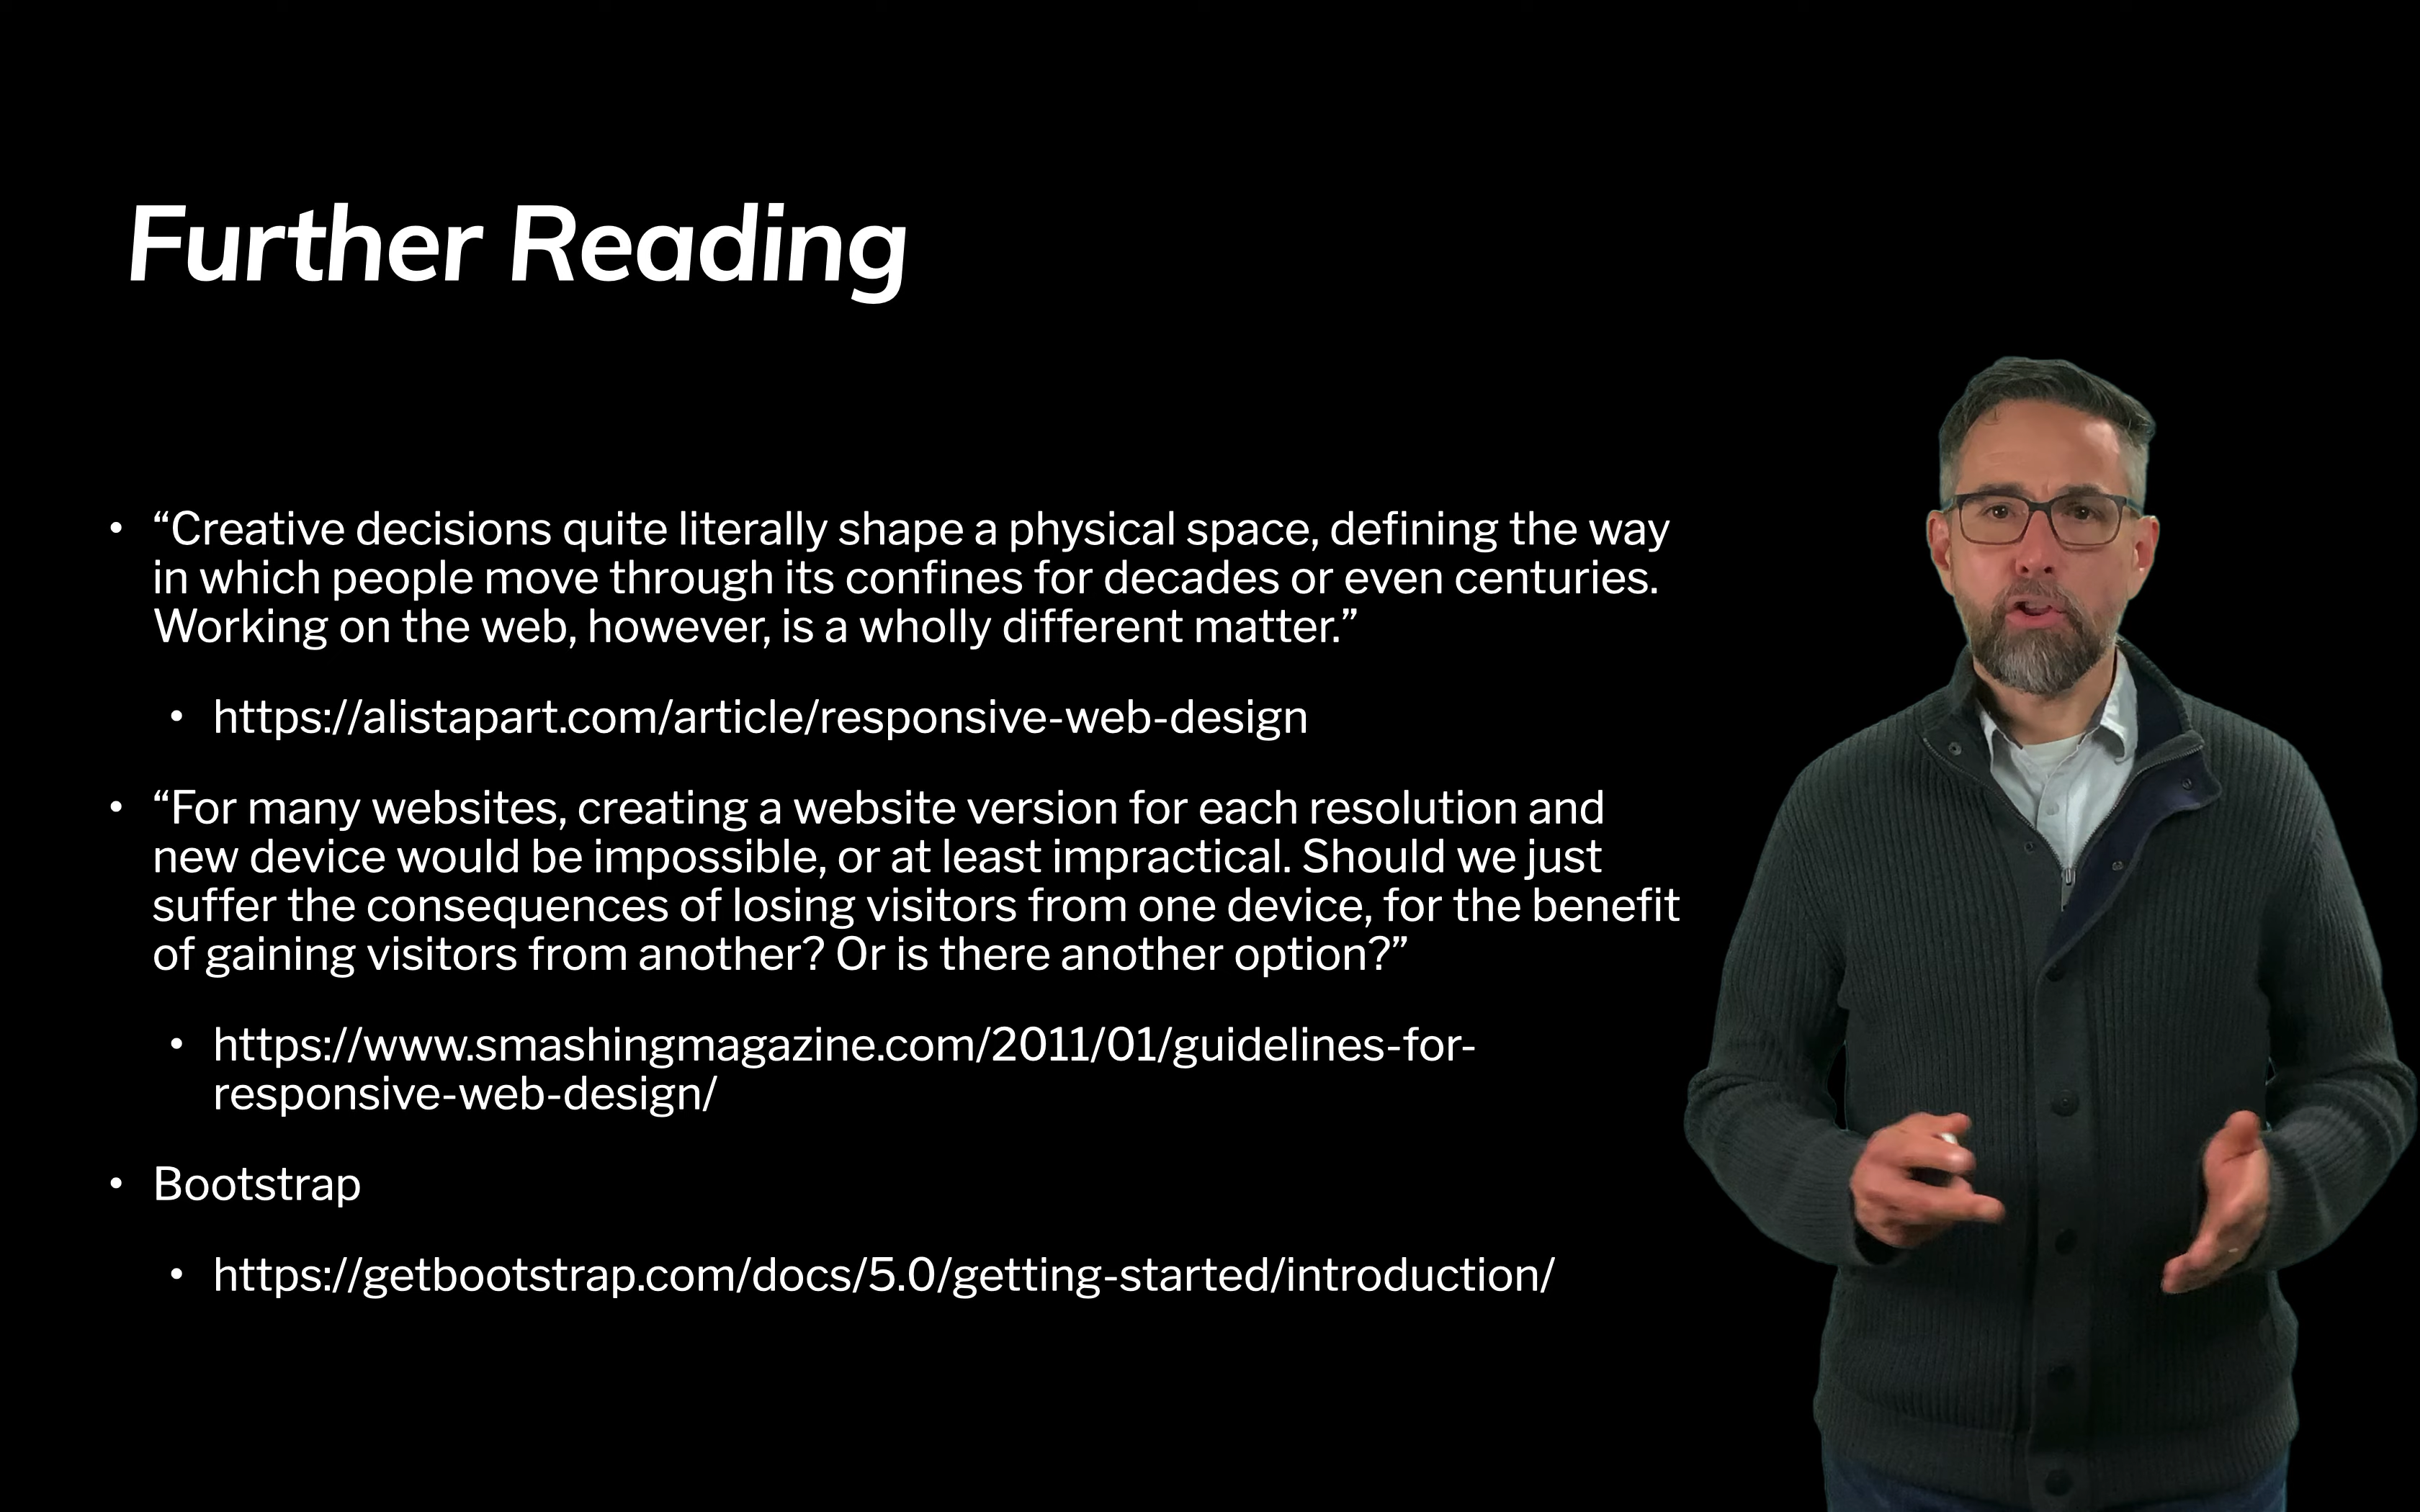 Further Reading
• “Creative decisions quite literally shape a physical space, defining the way
in which people move through its confines for decades or even centuries.
Working on the web, however, is a wholly different matter.”
• https://alistapart.com/article/responsive-web-design
• “For many websites, creating a website version for each resolution and
new device would be impossible, or at least impractical. Should we just
suffer the consequences of losing visitors from one device, for the benefit
of gaining visitors from another? Or is there another option?”
• https://www.smashingmagazine.com/2011/01/guidelines-for-
responsive-web-design/
• Bootstrap
• https://getbootstrap.com/docs/5.0/getting-started/introduction/